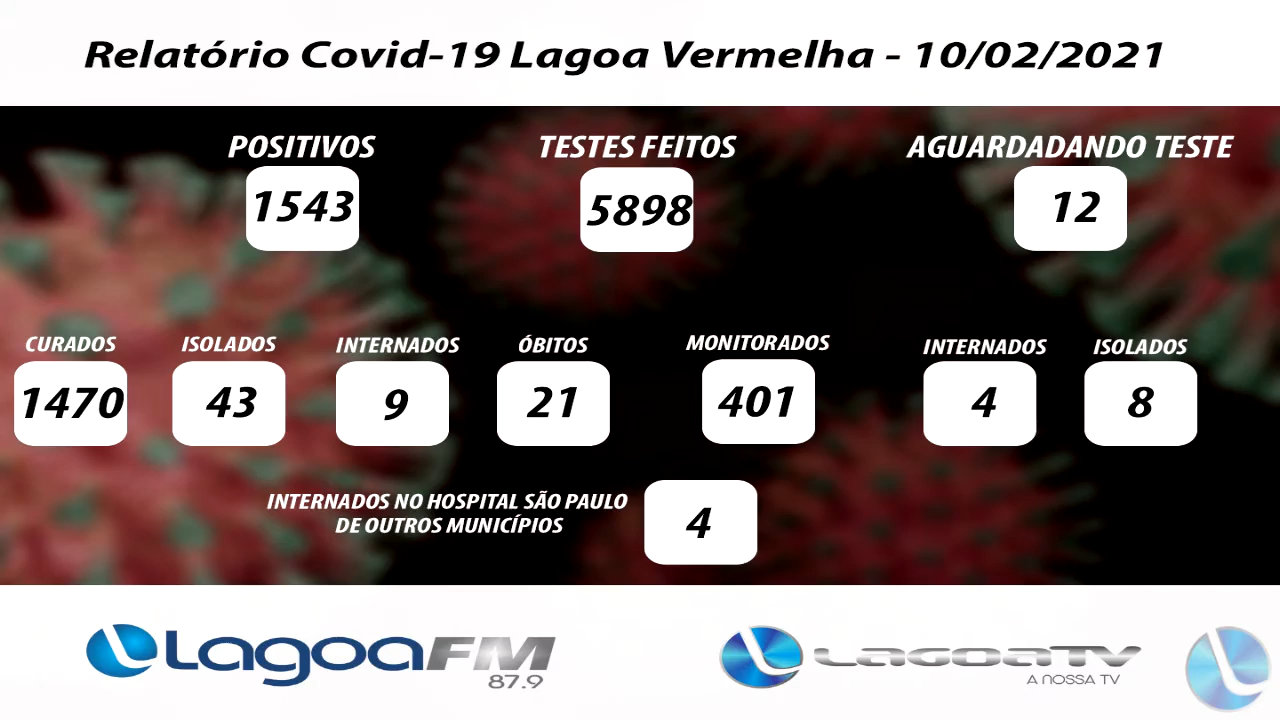 Relatório Covid-19 Lagoa Vermelha - 10/02/2021
POSITIVOS
1543
TESTES FEITOS
5898
AGUARDADANDO TESTE
12
CURADOS
1470
ISOLADOS
43
INTERNADOS
9
ÓBITOS
21
MONITORADOS
401
INTERNADOS
4
ISOLADOS
8
INTERNADOS NO HOSPITAL SÃO PAULO
DE OUTROS MUNICÍPIOS
4
LagoaFM
87.9
LagoaTV
A NOSSA TV